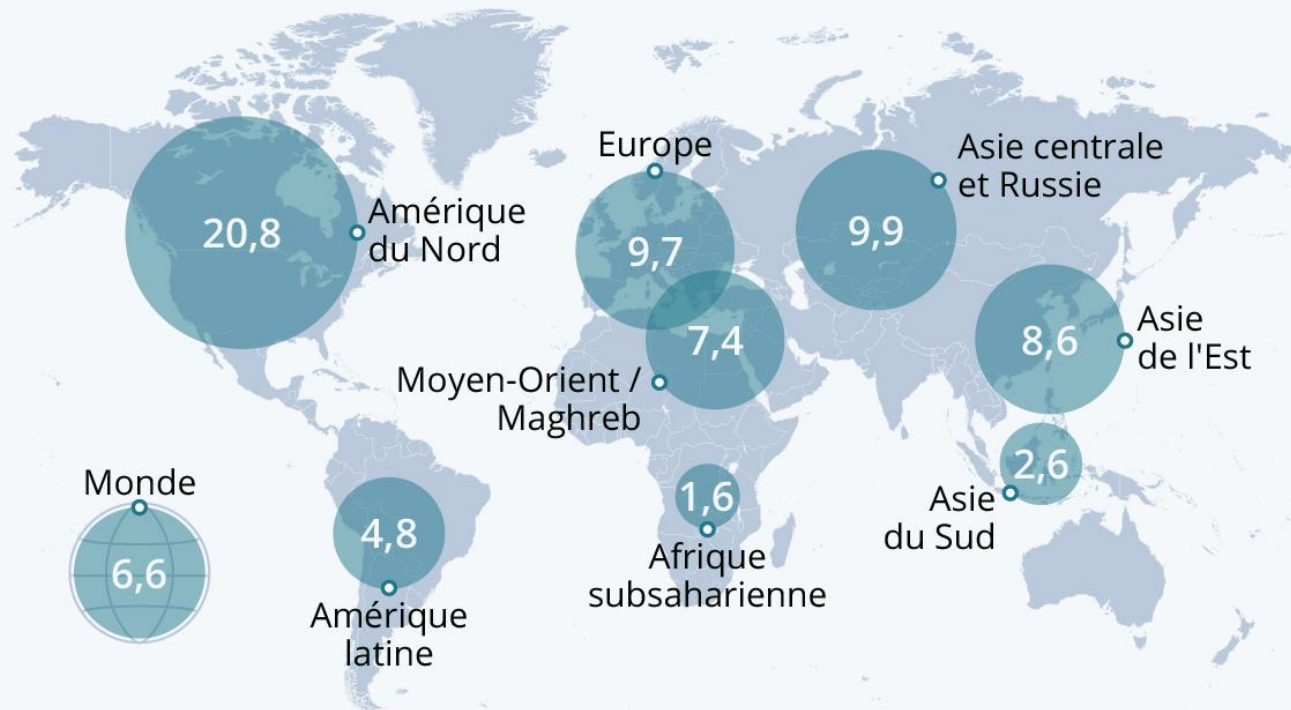 Europe
9,7
Asie centrale
et Russie
9,9
20,8
Amérique
du Nord
7,4
Moyen-Orient /
Maghreb
8,6
Asie
de l'Est
2,6
Asie
du Sud
1,6
Afrique
subsaharienne
Monde
6,6
4,8
Amérique
latine